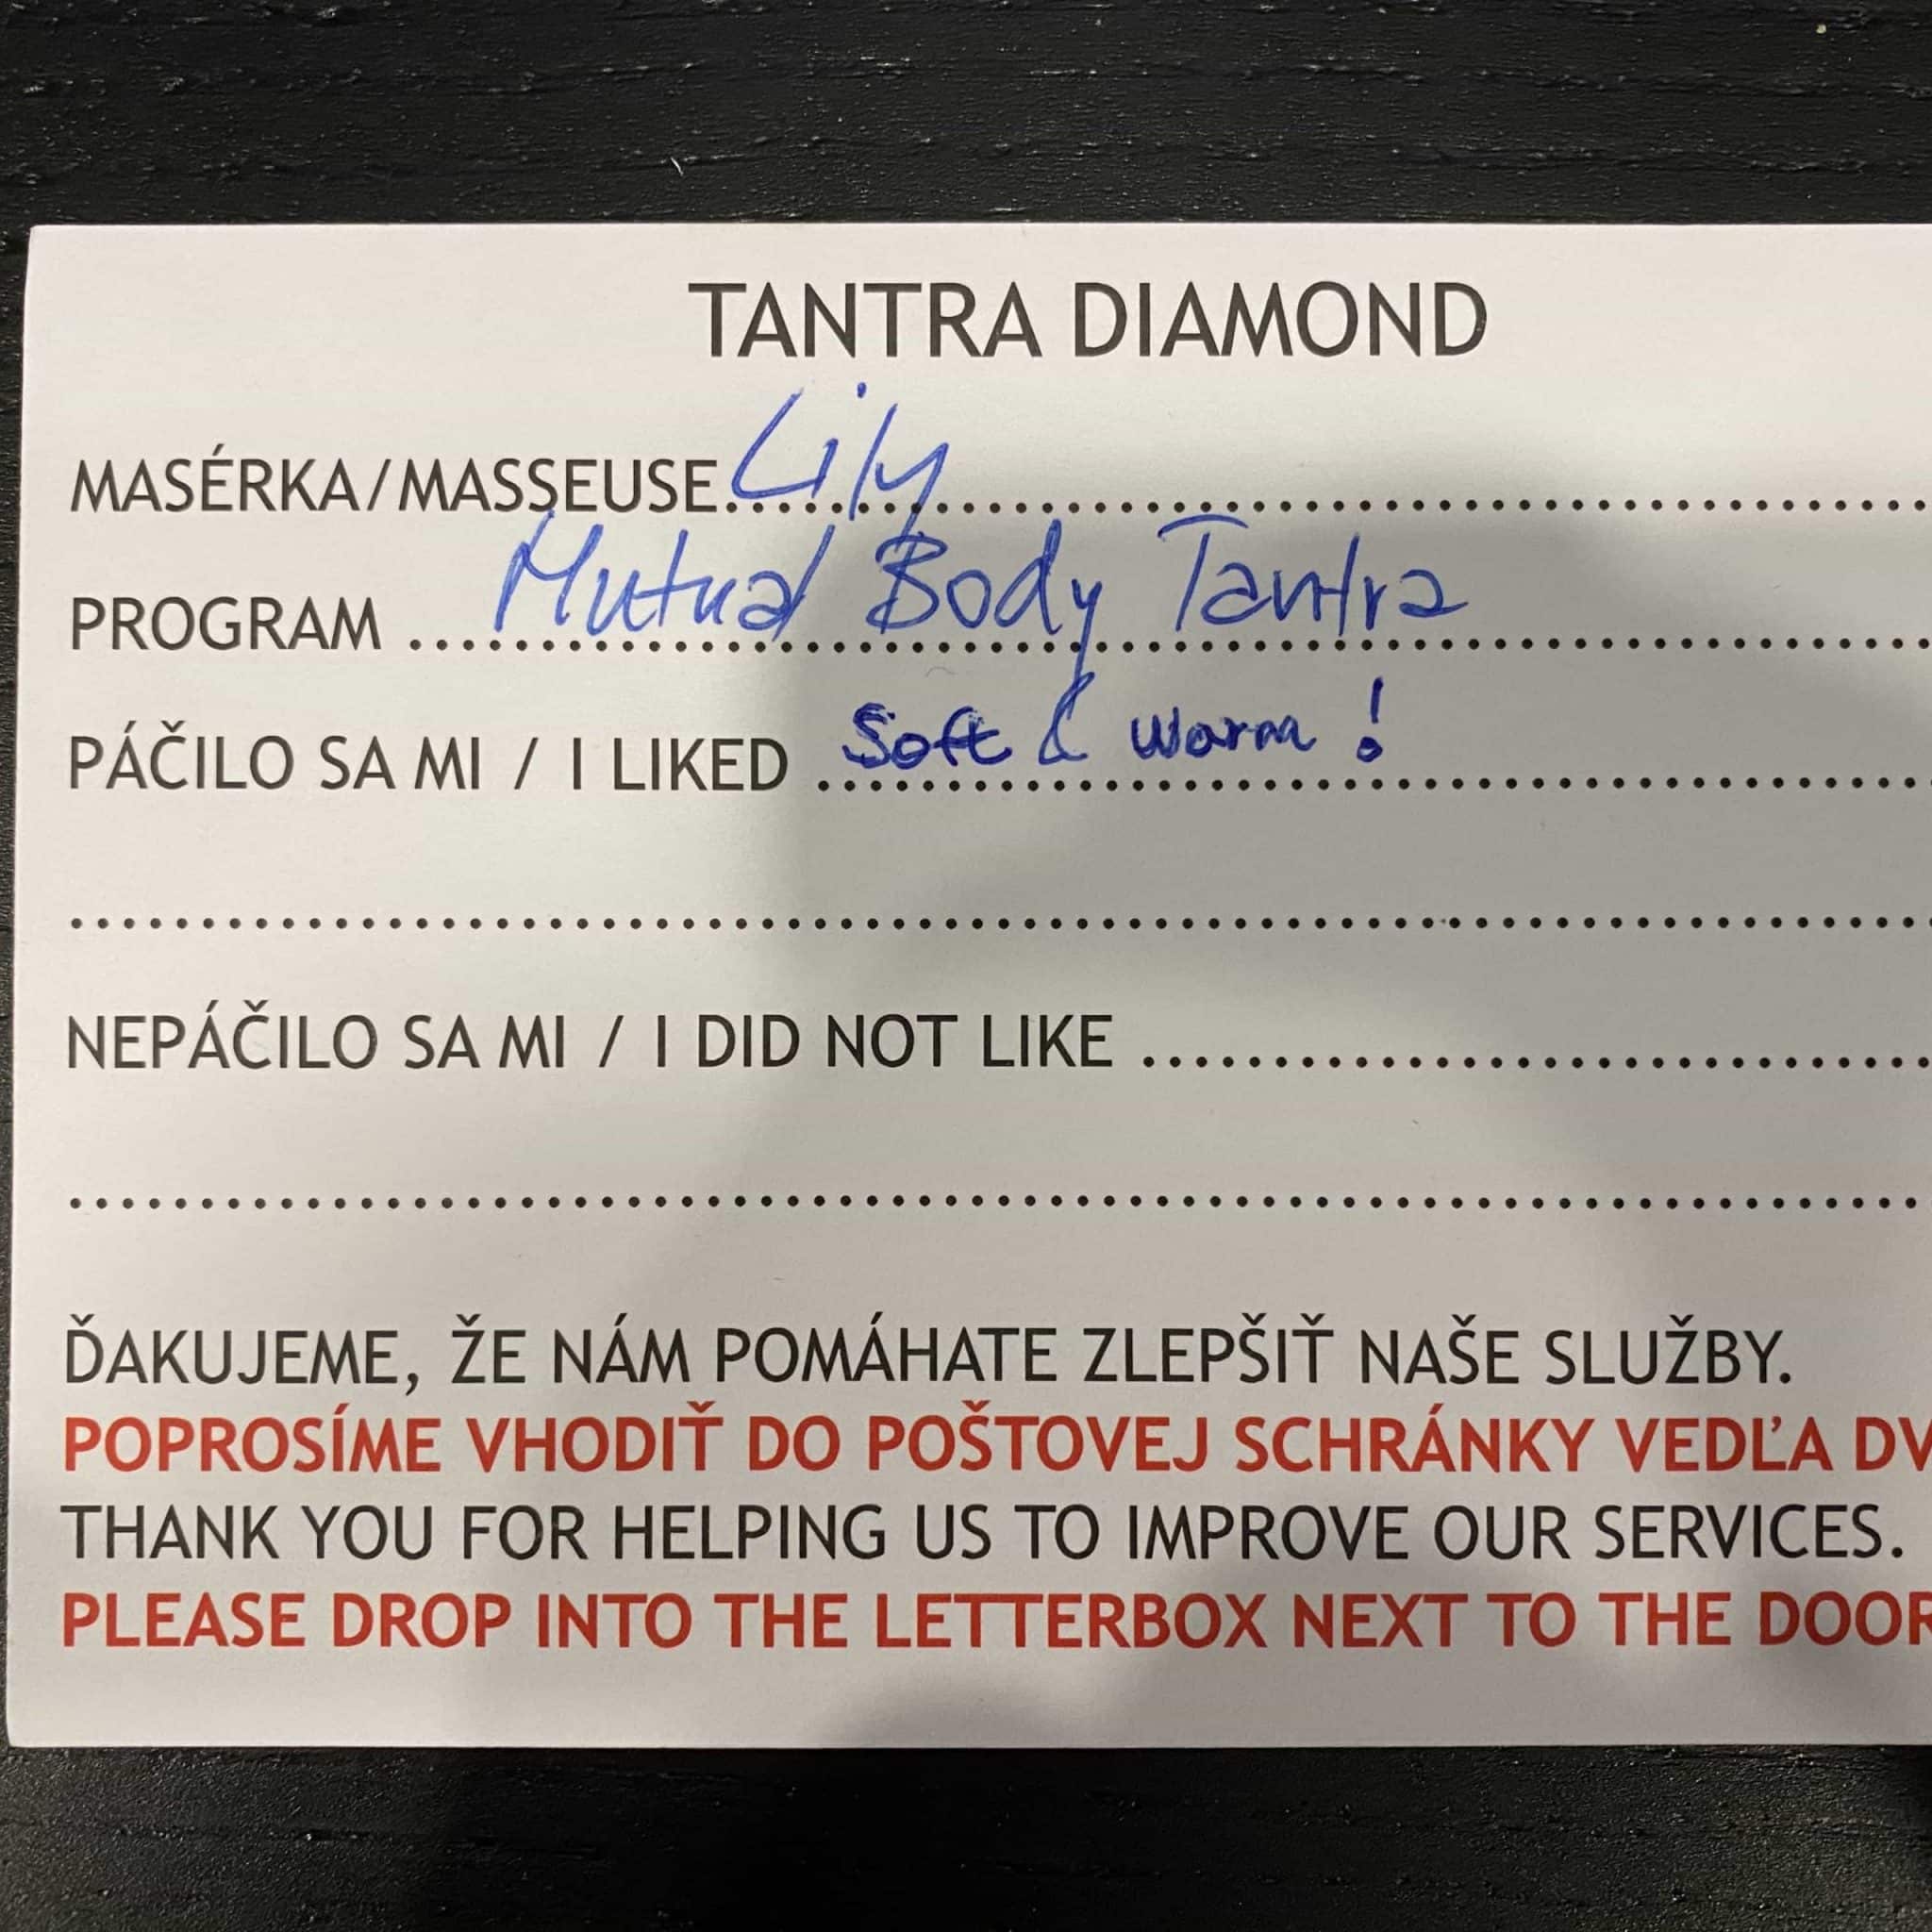 TANTRA DIAMOND
MASÉRKA/MASSEUSE.... Lily ....................................
PROGRAM .... Mutual Body Tantra ....................
PÁČILO SA MI / I LIKED Soft & warm ! ....................
......................................................................
NEPÁČILO SA MI / I DID NOT LIKE ..............................
......................................................................
ĎAKUJEME, ŽE NÁM POMÁHATE ZLEPŠIŤ NAŠE SLUŽBY.
POPROSÍME VHODIŤ DO POŠTOVEJ SCHRÁNKY VEDĽA DV
THANK YOU FOR HELPING US TO IMPROVE OUR SERVICES.
PLEASE DROP INTO THE LETTERBOX NEXT TO THE DOOR